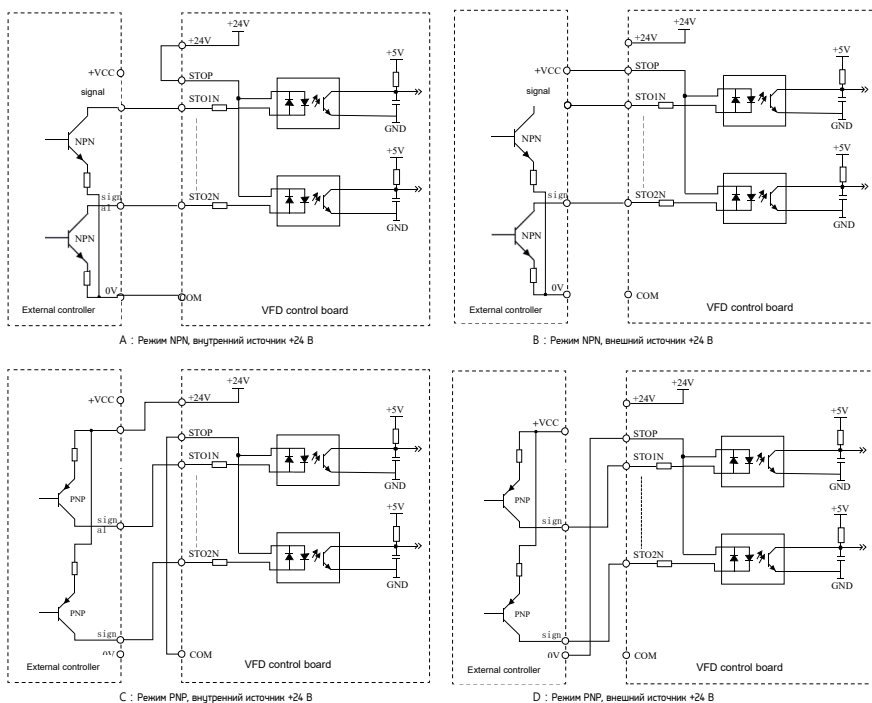 +24V
+24V
+VCC
STOP
+5V
signal
STO1N
NPN
GND
+5V
sign
al
STO2N
NPN
GND
0V
OM
External controller
VFD control board
A : Режим NPN, внутренний источник +24 В
+24V
+VCC
STOP
+5V
signal
STO1N
NPN
GND
+5V
sign
STO2N
NPN
GND
0V
COM
External controller
VFD control board
B : Режим NPN, внешний источник +24 В
+24V
+VCC
+24V
+5V
STOP
STO1N
PNP
GND
sign
al
+5V
STO2N
PNP
GND
sign
0V
COM
External controller
VFD control board
C : Режим PNP, внутренний источник +24 В
+24V
+5V
+VCC
STOP
STO1N
PNP
GND
sign
+5V
STO2N
PNP
GND
sign
0V
COM
External controller
VFD control board
D : Режим PNP, внешний источник +24 В